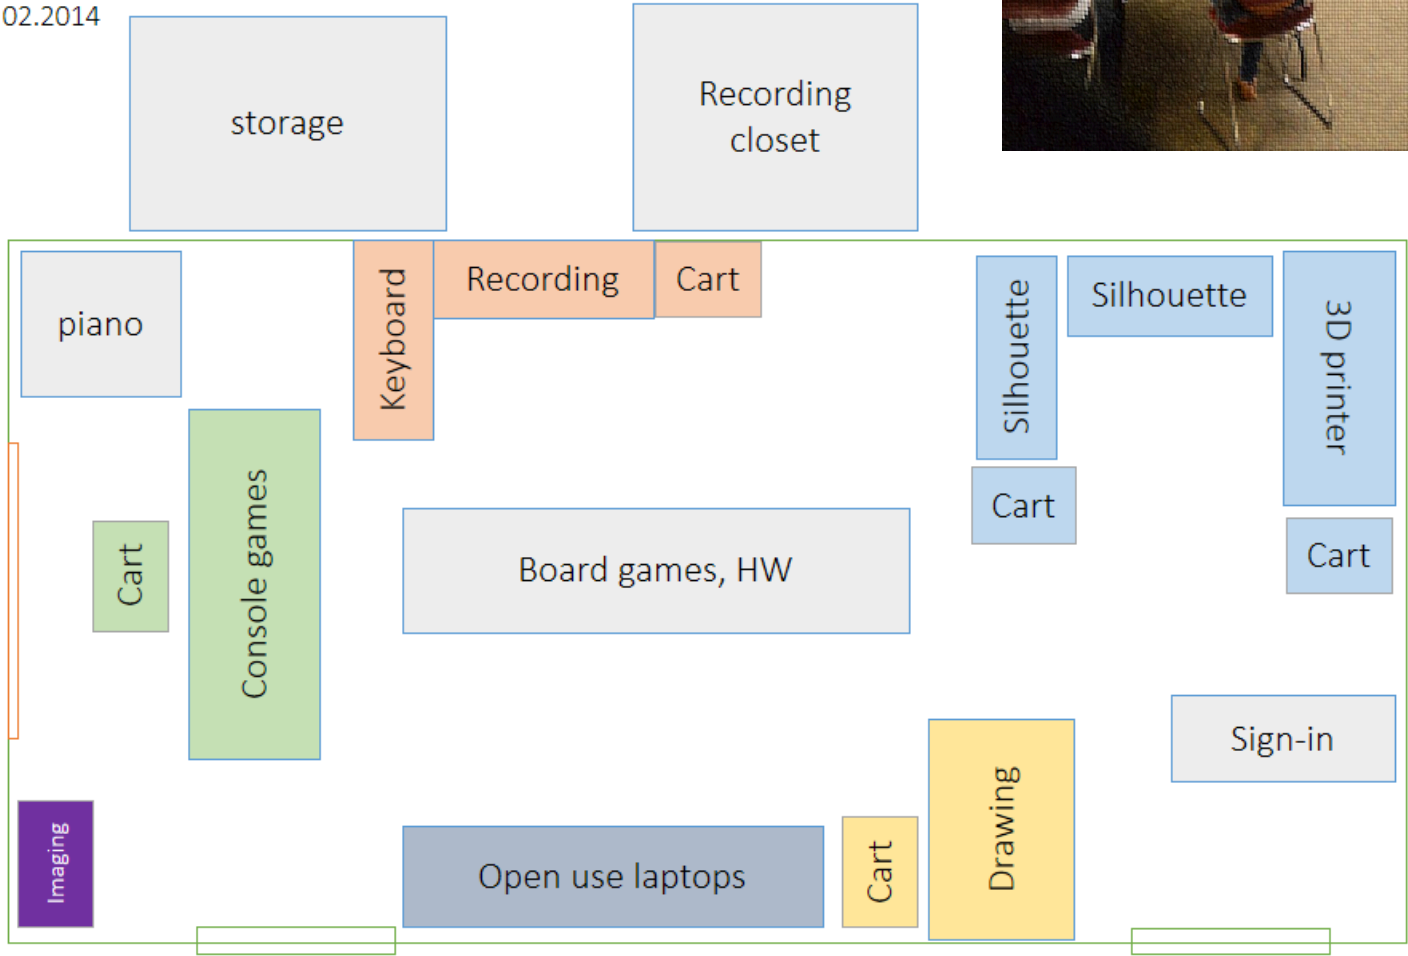 02.2014
storage
Recording
closet
piano
Keyboard
Recording
Cart
Silhouette
Silhouette
3D printer
Cart
Cart
Console games
Cart
Board games, HW
Sign-in
Imaging
Open use laptops
Cart
Drawing